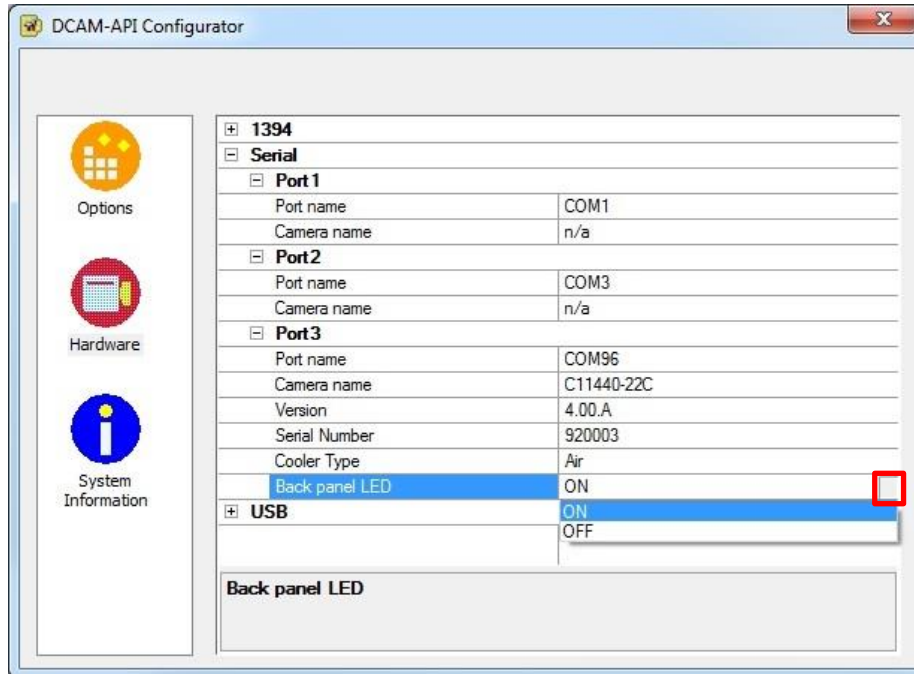 DCAM-API Configurator
x
Options
Hardware
System
Information
1394
Serial
Port1
Port name COM1
Camera name n/a
Port2
Port name COM3
Camera name n/a
Port3
Port name COM96
Camera name C11440-22C
Version 4.00.A
Serial Number 920003
Cooler Type Air
Back panel LED ON
ON
OFF
USB
Back panel LED